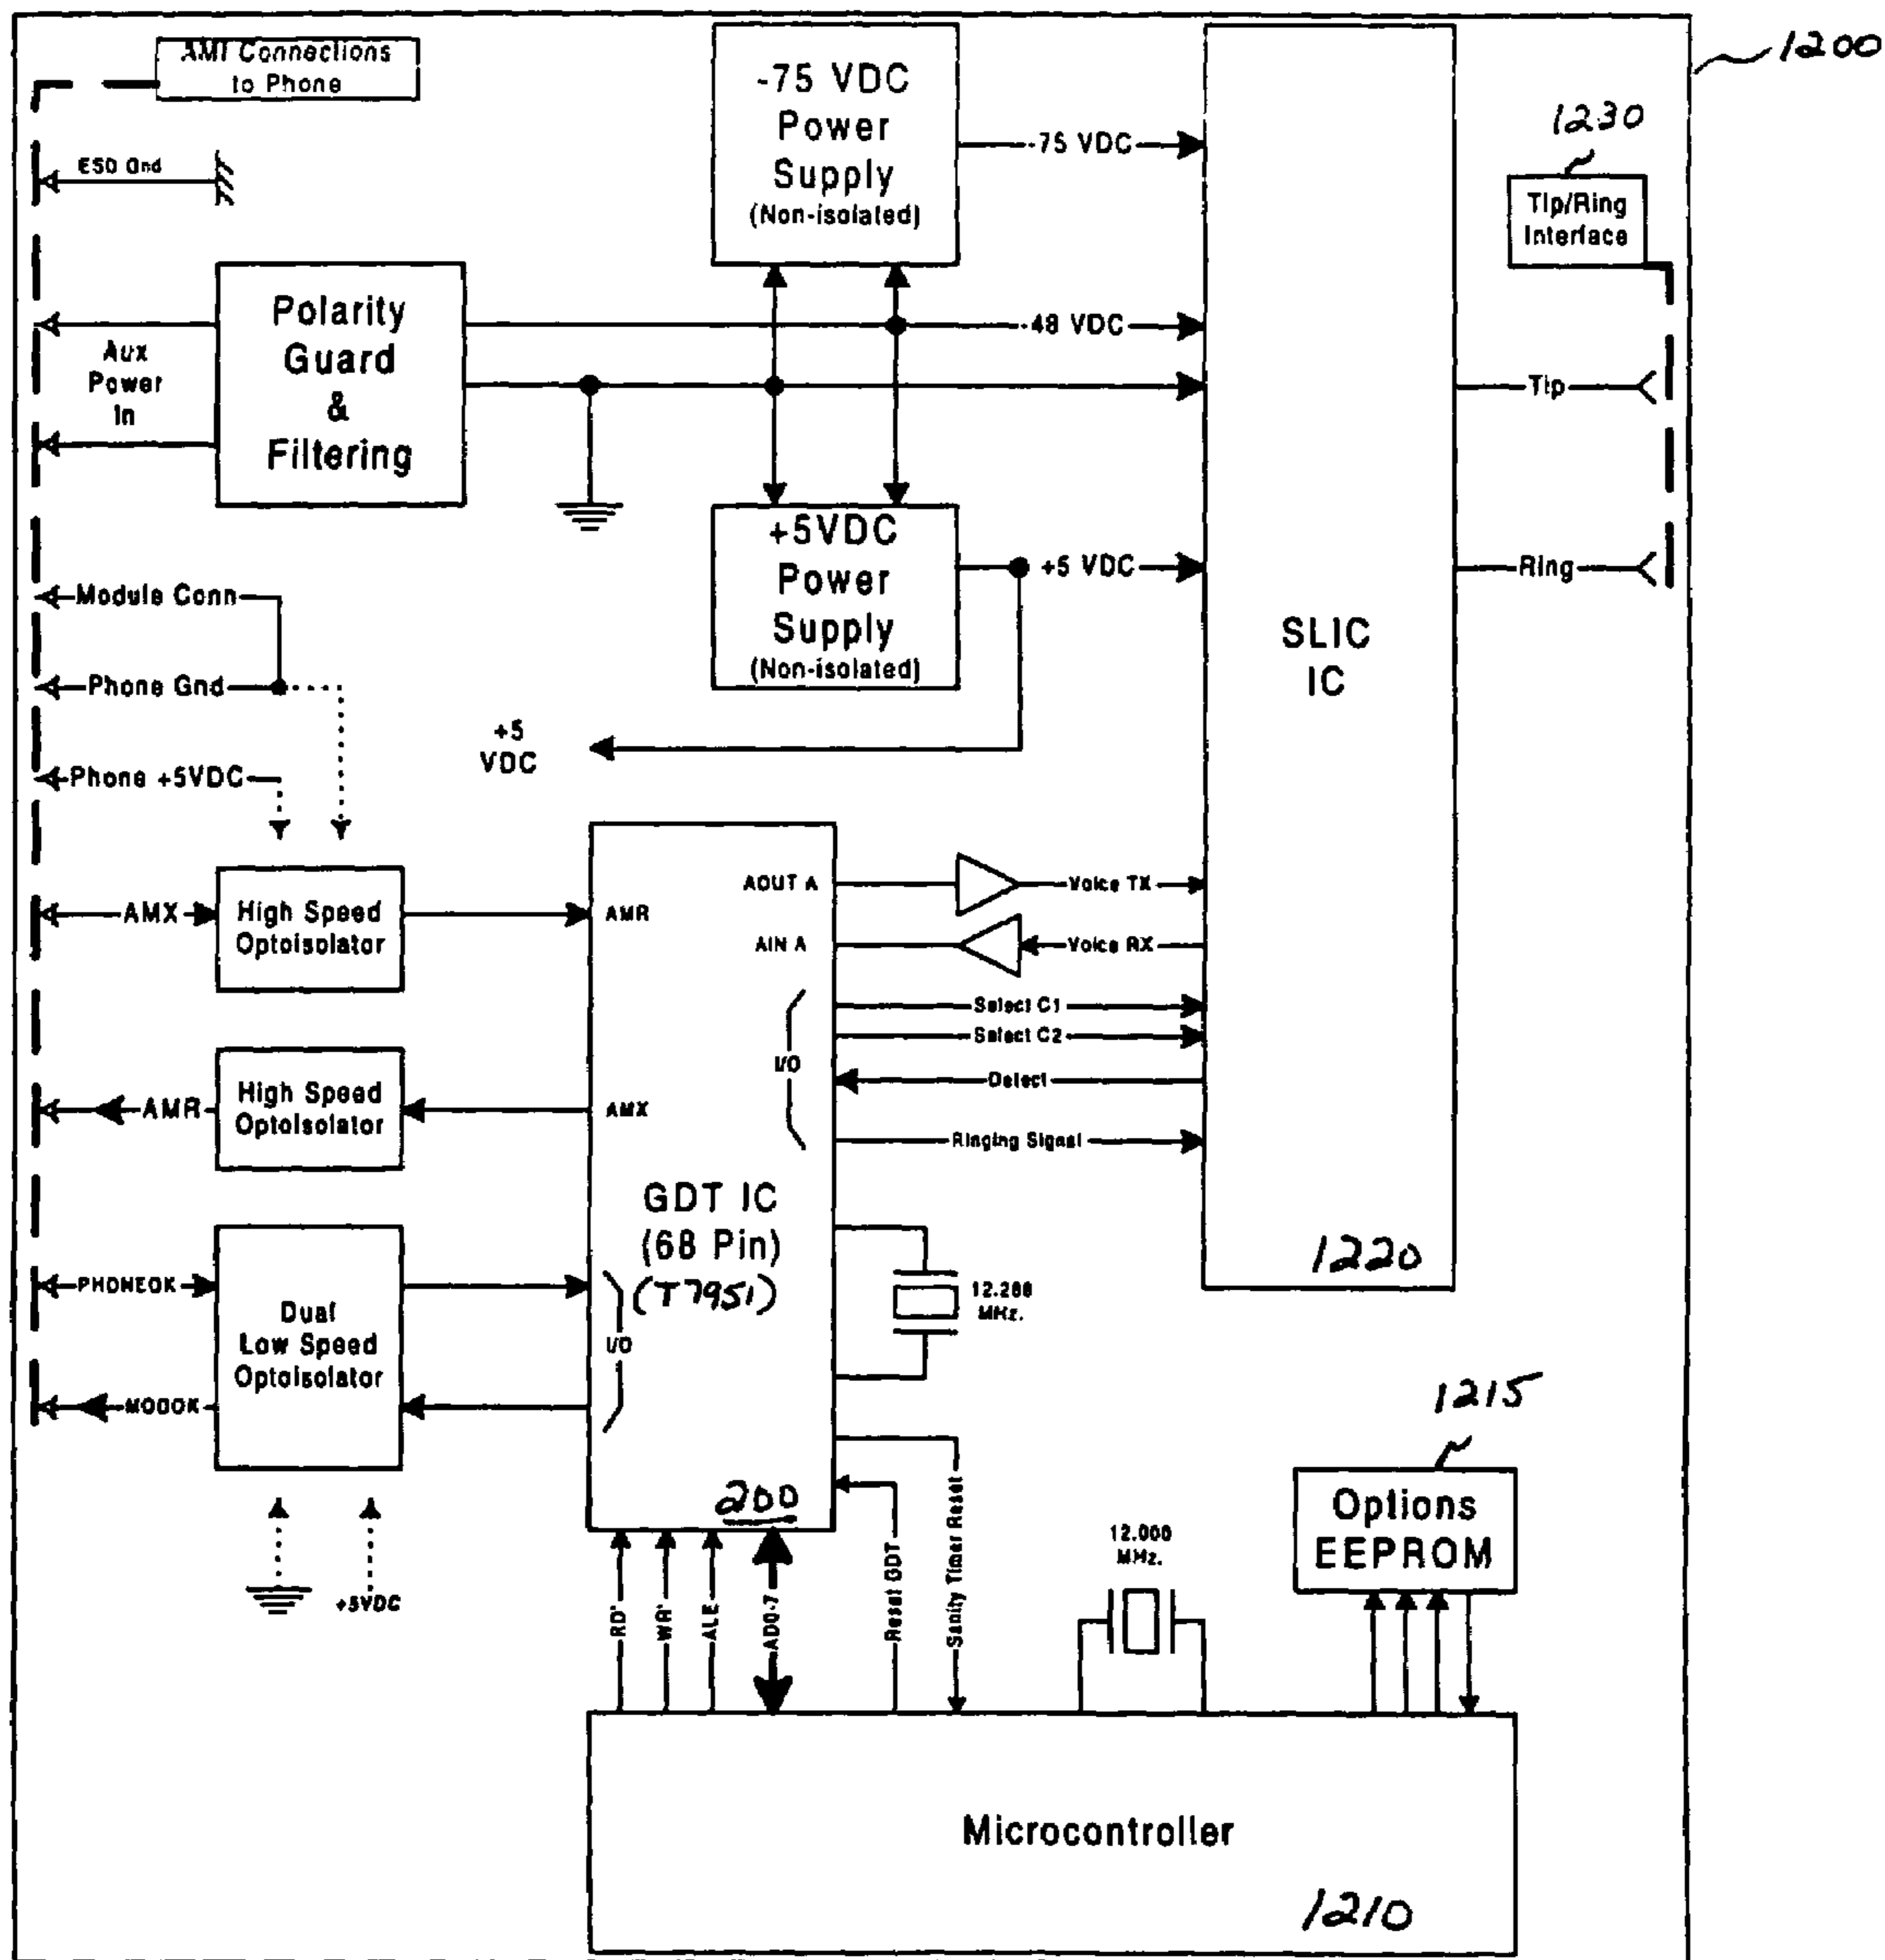 AMI Connections
to Phone
1200
-75 VDC
Power
Supply
(Non-isolated)
-75 VDC
1230
Tip/Ring
Interface
ESD Gnd
Polarity
Guard
&
Filtering
Aux
Power
In
-48 VDC
Tip
+5VDC
Power
Supply
(Non-isolated)
+5 VDC
Ring
Module Conn
Phone Gnd
SLIC
IC
+5
VDC
Phone +5VDC
AMX
High Speed
Optoisolator
AMR
AOUT A
Voice TX
AIN A
Voice RX
Select C1
Select C2
I/O
Detect
AMR
High Speed
Optoisolator
AMX
Ringing Signal
GDT IC
(68 Pin)
(T7951)
1220
PHONEOK
Dual
Low Speed
Optoisolator
I/O
12.288
MHz.
MODOK
1215
200
Options
EEPROM
+5VDC
RD'
WR'
ALE
AD0-7
Reset GDT
Sanity Timer Reset
12.000
MHz.
Microcontroller
1210